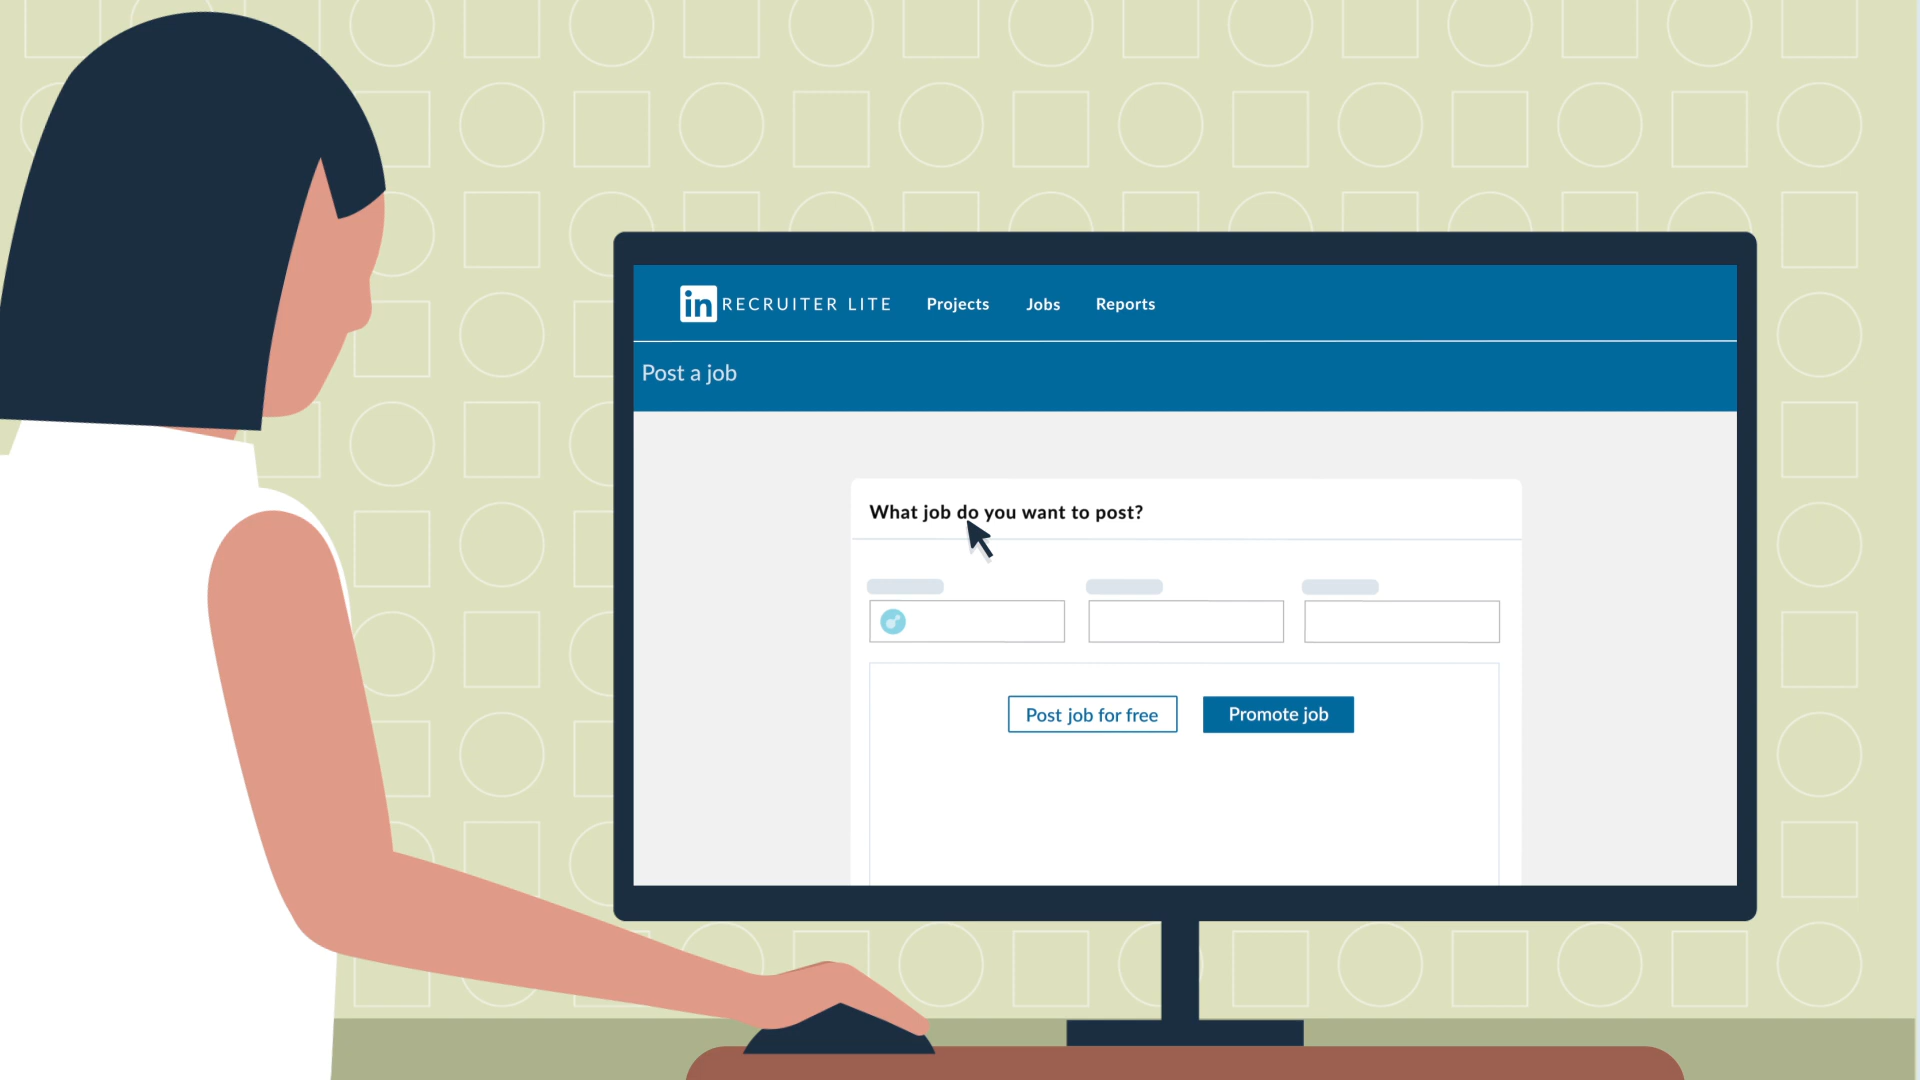 in RECRUITER LITE Projects Jobs Reports
Post a job
What job do you want to post?
Post job for free Promote job